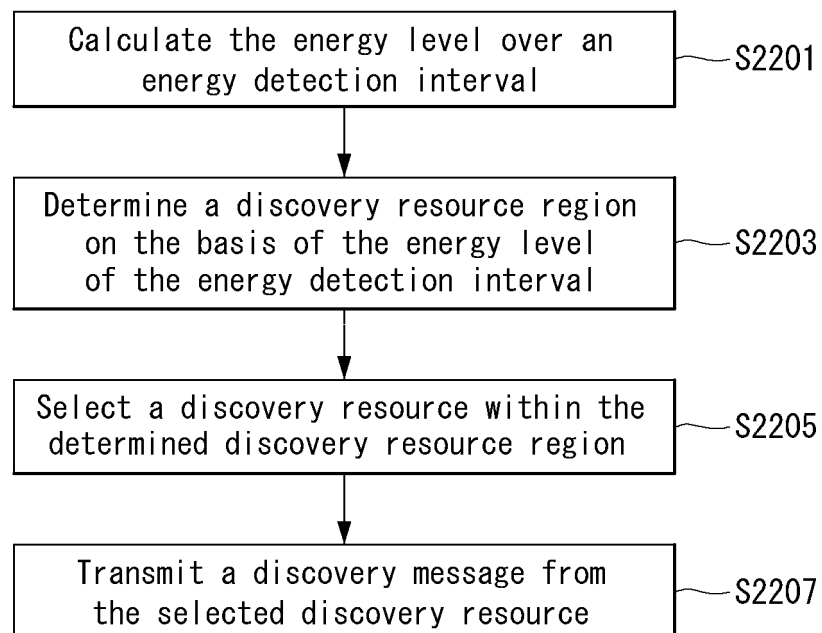 Calculate the energy level over an
energy detection interval
S2201
Determine a discovery resource region
on the basis of the energy level
of the energy detection interval
S2203
Select a discovery resource within the
determined discovery resource region
S2205
Transmit a discovery message from
the selected discovery resource
S2207